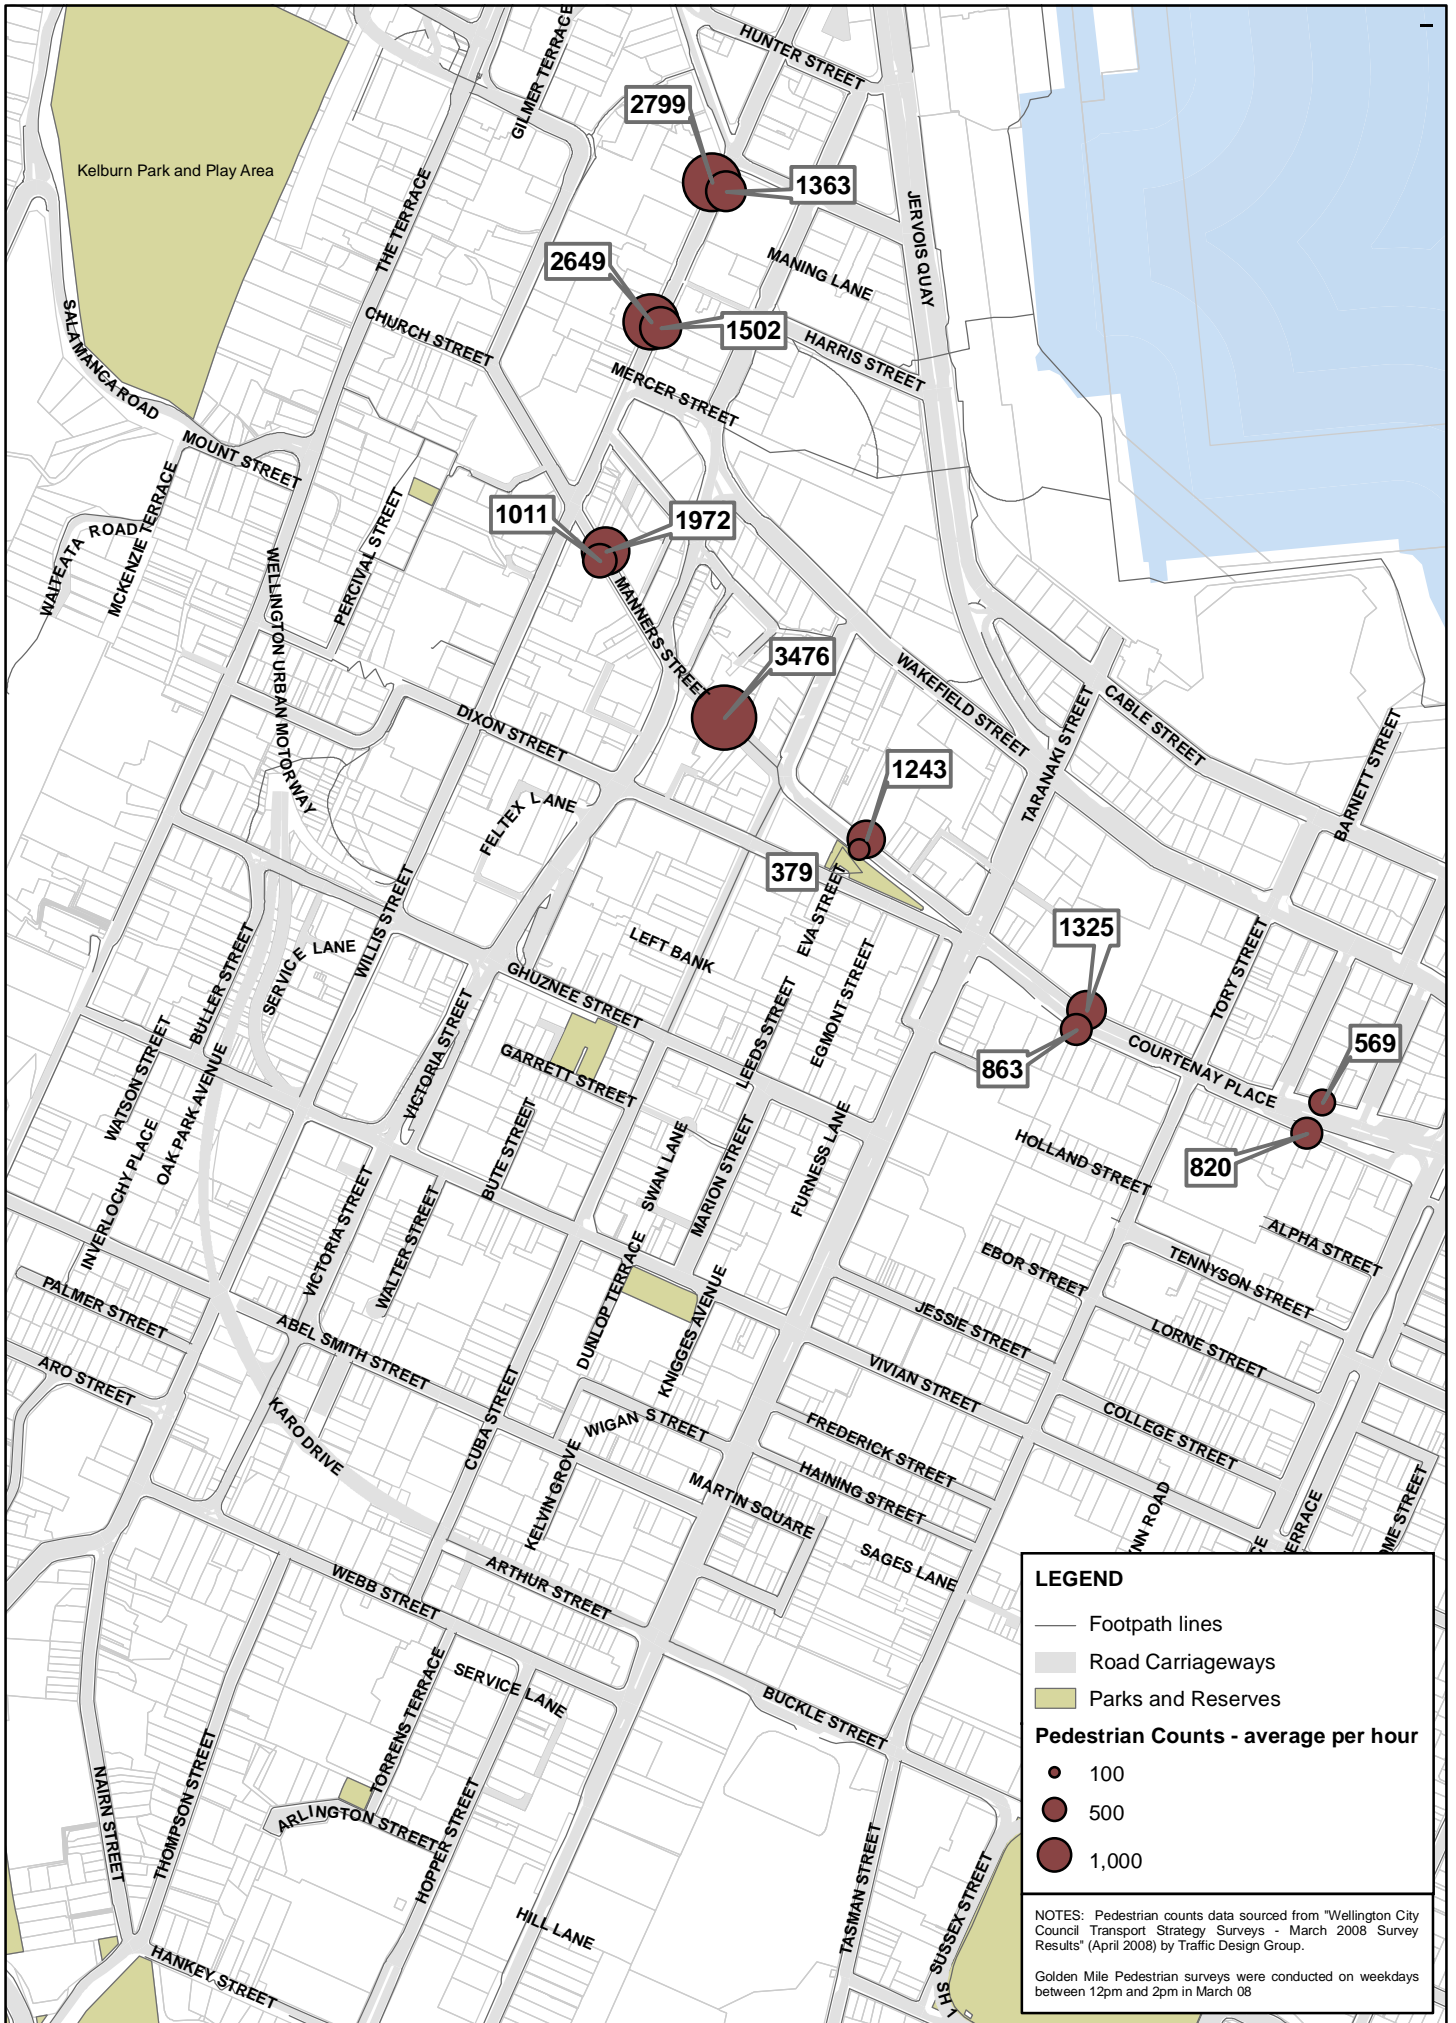 HUNTER STREET
GILMER TERRACE
2799
Kelburn Park and Play Area
1363
THE TERRACE
JERVOIS QUAY
2649
MANING LANE
SALAMANCA ROAD
CHURCH STREET
1502
HARRIS STREET
MERCER STREET
MOUNT STREET
MCKENZIE TERRACE
PERCIVAL STREET
1011
1972
WAITEATA ROAD
WELLINGTON URBAN MOTORWAY
MANNERS STREET
3476
WAKEFIELD STREET
CABLE STREET
TARANAKI STREET
BARNETT STREET
DIXON STREET
1243
FELTEX LANE
379
EVA STREET
WILLIS STREET
1325
LEFT BANK
TORY STREET
BULLER STREET
SERVICE LANE
GHUZNEE STREET
EGMONT STREET
LEEDS STREET
VICTORIA STREET
WATSON STREET
OAK PARK AVENUE
GARRETT STREET
863
COURTENAY PLACE
569
INVERLOCHY PLACE
BUTE STREET
SWAN LANE
MARION STREET
FURNESS LANE
HOLLAND STREET
820
VICTORIA STREET
WALTER STREET
ALPHA STREET
TENNYSON STREET
EBOR STREET
DUNLOP TERRACE
KNIGGES AVENUE
PALMER STREET
ABEL SMITH STREET
JESSIE STREET
LORNE STREET
ARO STREET
VIVIAN STREET
COLLEGE STREET
KARO DRIVE
CUBA STREET
WIGAN STREET
FREDERICK STREET
KELVIN GROVE
HAINING STREET
MARTIN SQUARE
NN ROAD
CE
ERRACE
OME STREET
SAGES LANE
ARTHUR STREET
WEBB STREET
LEGEND
Footpath lines
Road Carriageways
Parks and Reserves
Pedestrian Counts - average per hour
100
500
1,000
TORRENS TERRACE
SERVICE LANE
BUCKLE STREET
NAIRN STREET
THOMPSON STREET
ARLINGTON STREET
HOPPER STREET
TASMAN STREET
SUSSEX STREET
HILL LANE
HANKEY STREET
SH 1
NOTES: Pedestrian counts data sourced from "Wellington City
Council Transport Strategy Surveys - March 2008 Survey
Results" (April 2008) by Traffic Design Group.
Golden Mile Pedestrian surveys were conducted on weekdays
between 12pm and 2pm in March 08